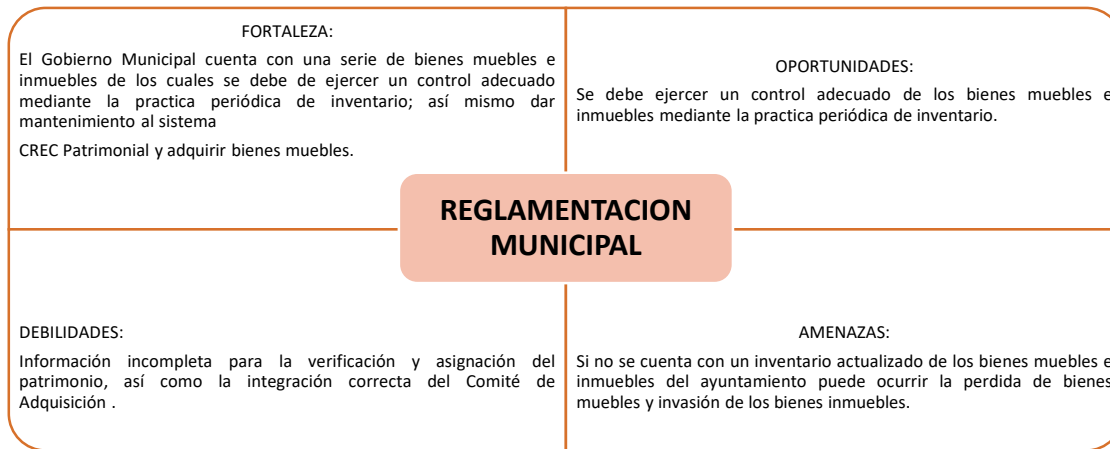 FORTALEZA:
El Gobierno Municipal cuenta con una serie de bienes muebles e
inmuebles de los cuales se debe de ejercer un control adecuado
mediante la practica periódica de inventario; así mismo dar
mantenimiento al sistema
CREC Patrimonial y adquirir bienes muebles.
OPORTUNIDADES:
Se debe ejercer un control adecuado de los bienes muebles e
inmuebles mediante la practica periódica de inventario.
REGLAMENTACION
MUNICIPAL
DEBILIDADES:
Información incompleta para la verificación y asignación del
patrimonio, así como la integración correcta del Comité de
Adquisición .
AMENAZAS:
Si no se cuenta con un inventario actualizado de los bienes muebles e
inmuebles del ayuntamiento puede ocurrir la perdida de bienes
muebles y invasión de los bienes inmuebles.